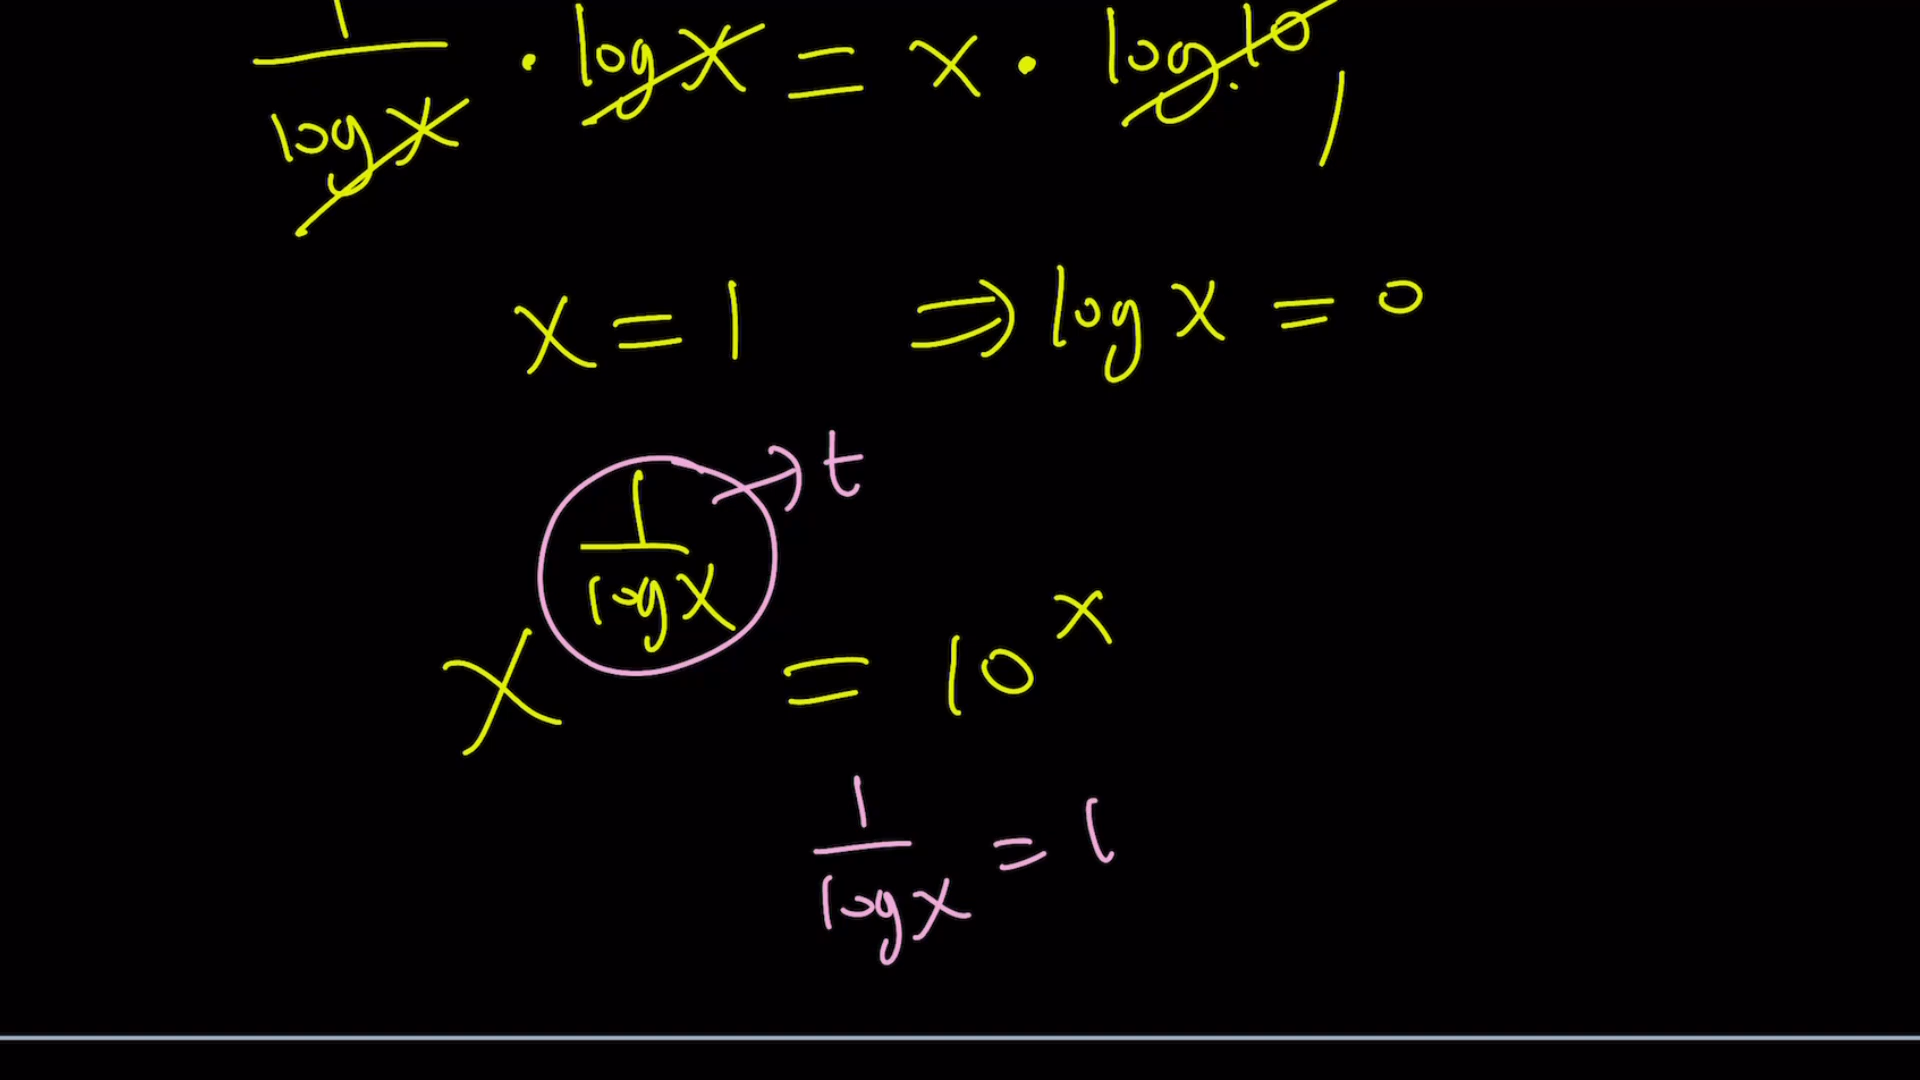 1/log x · log x = x · log 10 1
x = 1 ⇒ log x = 0
x^(1/log x) → t = 10^x
1/log x = 1